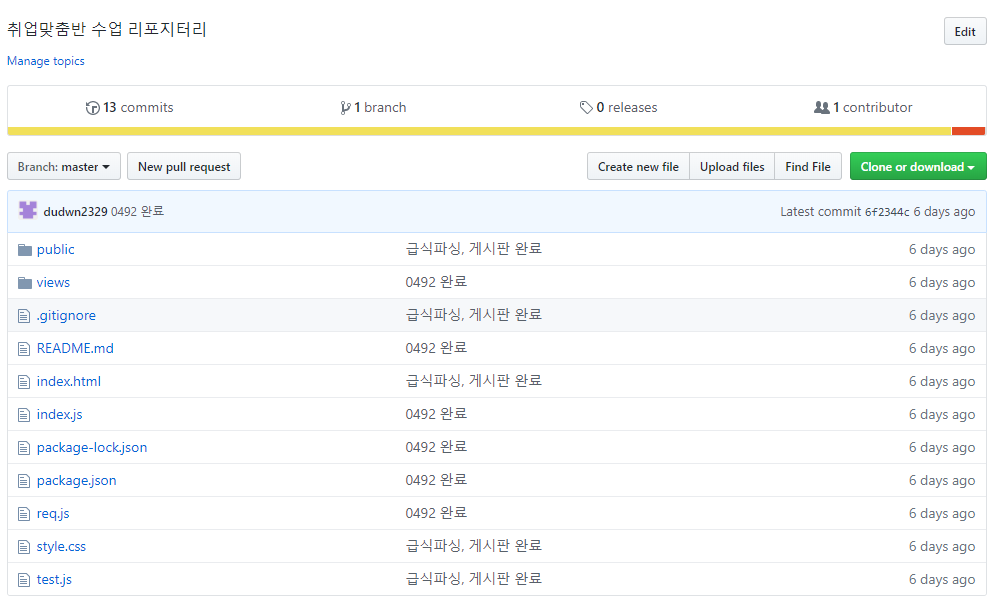 취업맞춤반 수업 리포지터리
Edit
Manage topics
13 commits 1 branch 0 releases 1 contributor
Branch: master New pull request Create new file Upload files Find File Clone or download
dudwn2329 0492 완료 Latest commit 6f2344c 6 days ago
public 급식파싱, 게시판 완료 6 days ago
views 0492 완료 6 days ago
.gitignore 급식파싱, 게시판 완료 6 days ago
README.md 0492 완료 6 days ago
index.html 급식파싱, 게시판 완료 6 days ago
index.js 0492 완료 6 days ago
package-lock.json 0492 완료 6 days ago
package.json 0492 완료 6 days ago
req.js 0492 완료 6 days ago
style.css 급식파싱, 게시판 완료 6 days ago
test.js 급식파싱, 게시판 완료 6 days ago